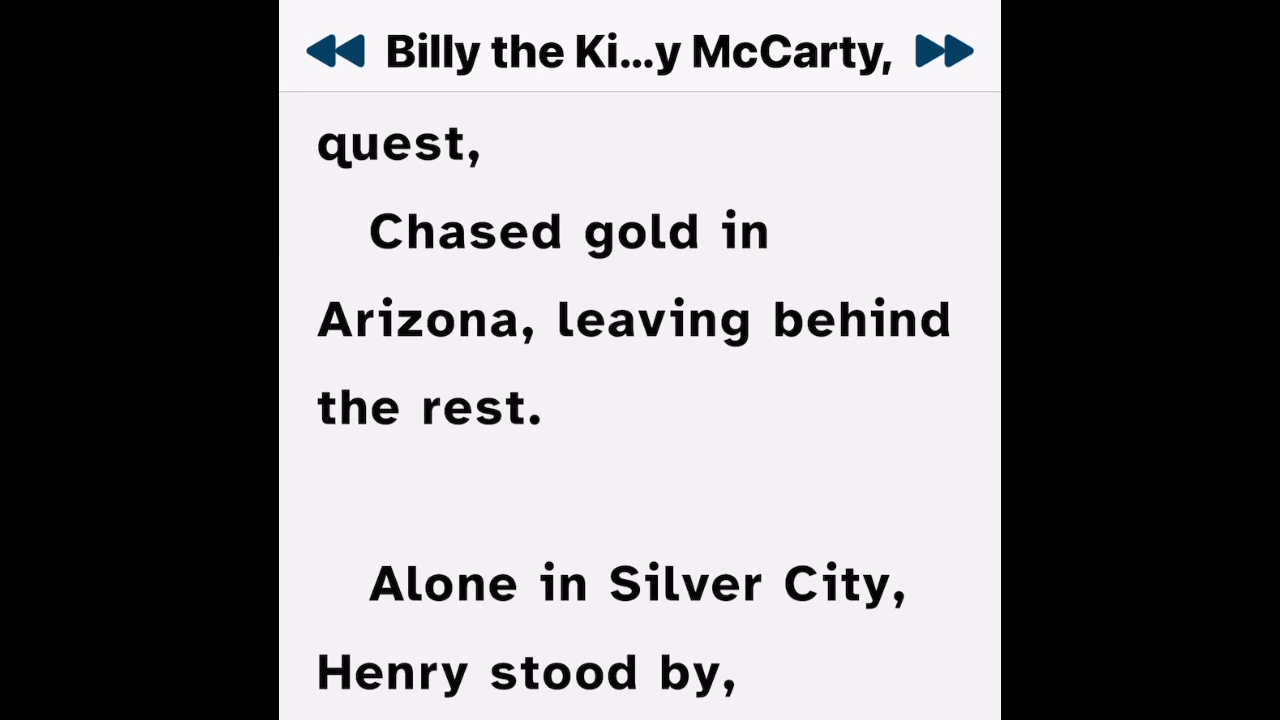 Billy the Ki...y McCarty,
quest,
Chased gold in
Arizona, leaving behind
the rest.
Alone in Silver City,
Henry stood by,